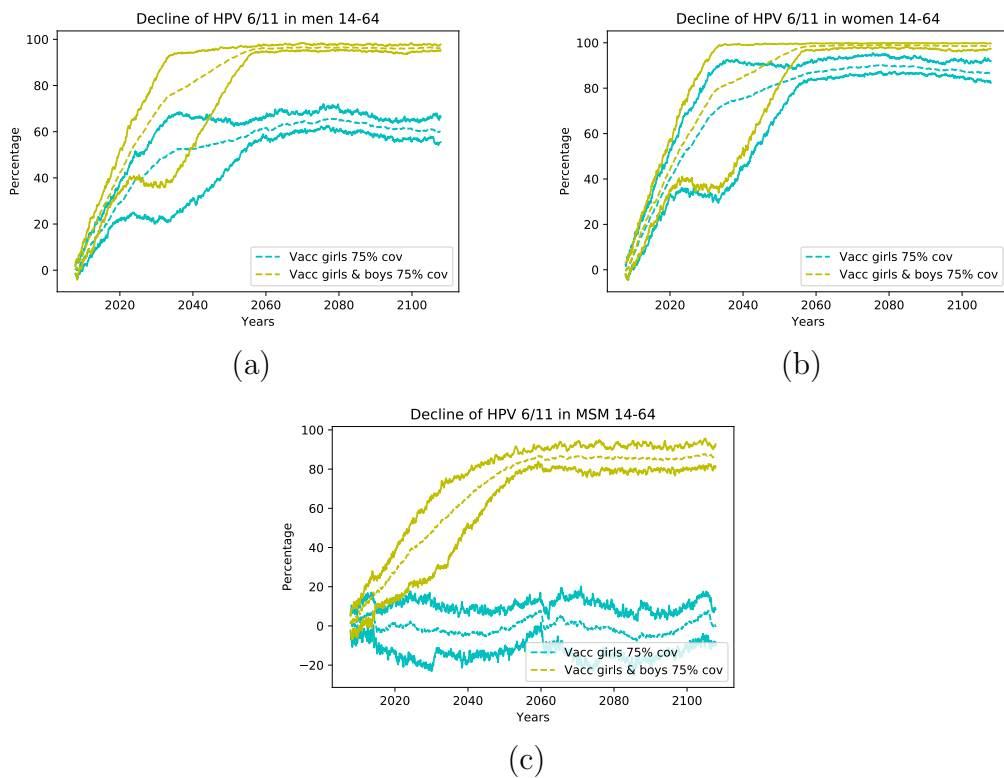 Decline of HPV 6/11 in men 14-64
100
80
60
40
20
0
Percentage
Vacc girls 75% cov
Vacc girls & boys 75% cov
2020 2040 2060 2080 2100
Years
(a)
Decline of HPV 6/11 in women 14-64
100
80
60
40
20
0
Percentage
Vacc girls 75% cov
Vacc girls & boys 75% cov
2020 2040 2060 2080 2100
Years
(b)
Decline of HPV 6/11 in MSM 14-64
100
80
60
40
20
0
−20
Percentage
Vacc girls 75% cov
Vacc girls & boys 75% cov
2020 2040 2060 2080 2100
Years
(c)